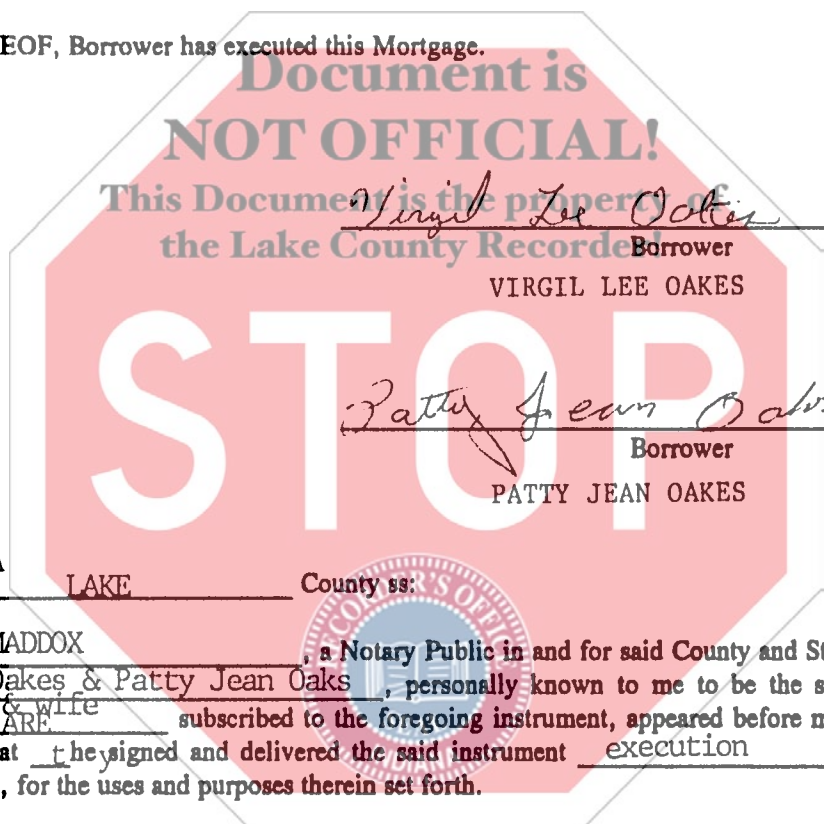 EOF, Borrower has executed this Mortgage.
Document is
NOT OFFICIAL!
This Document is the property of
the Lake County Recorder!
Virgil Lee Oakes
Borrower
VIRGIL LEE OAKES
STOP
Patty Jean Oakes
Borrower
PATTY JEAN OAKES
LAKE County ss:
MADDOX , a Notary Public in and for said County and St
Oakes & Patty Jean Oaks , personally known to me to be the s
& wife
ARE subscribed to the foregoing instrument, appeared before m
at they signed and delivered the said instrument execution
, for the uses and purposes therein set forth.
RECORDER'S OFFICE